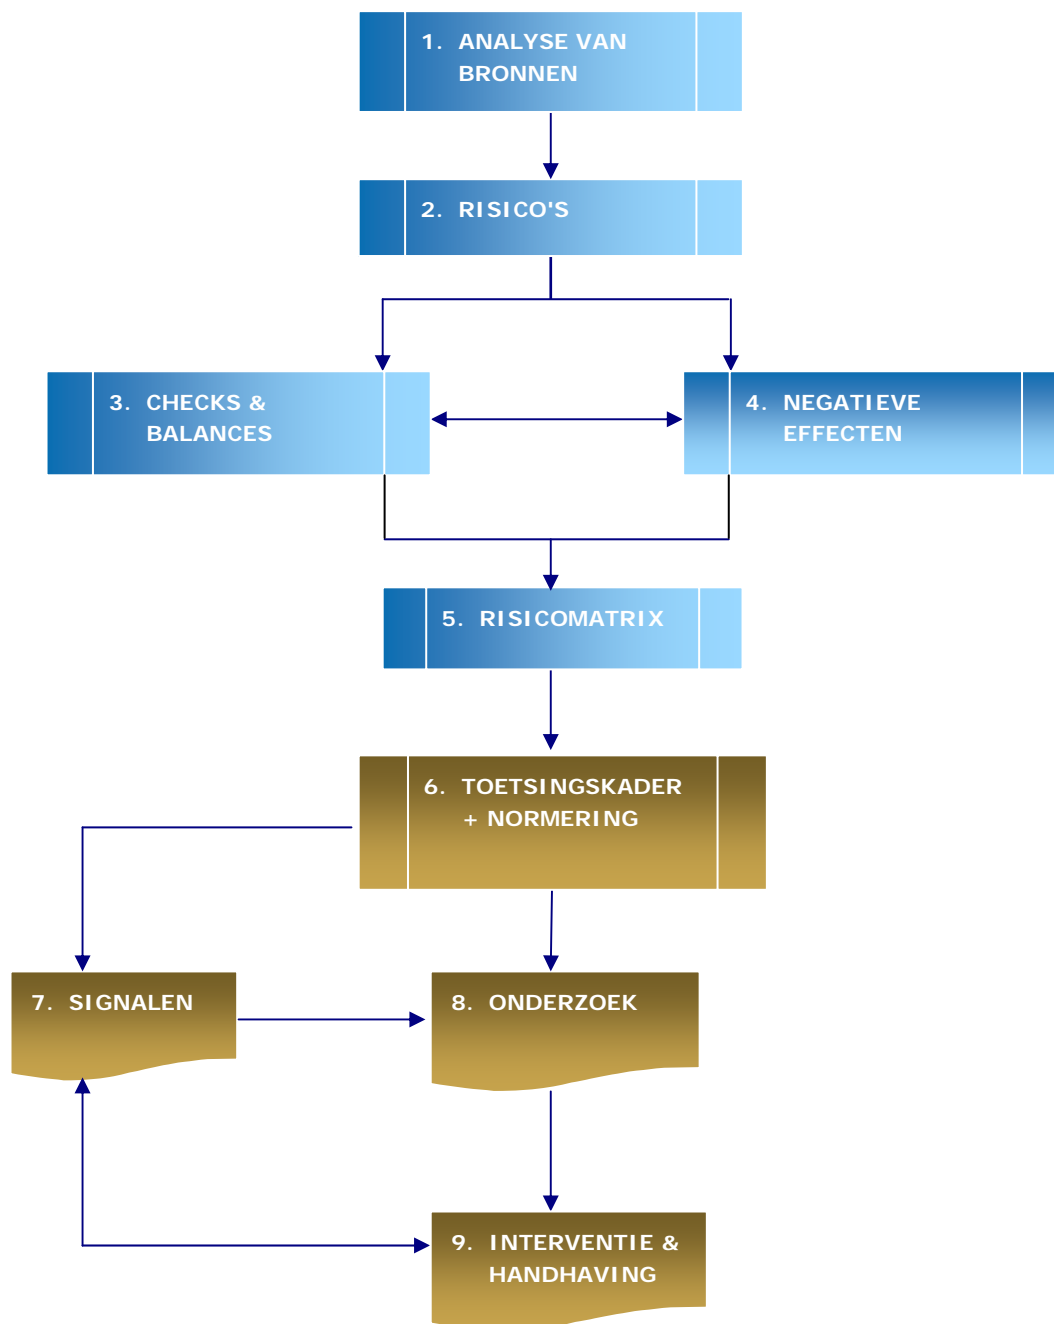 1. ANALYSE VAN
BRONNEN
2. RISICO'S
3. CHECKS &
BALANCES
4. NEGATIEVE
EFFECTEN
5. RISICOMATRIX
6. TOETSINGSKADER
+ NORMERING
7. SIGNALEN
8. ONDERZOEK
9. INTERVENTIE &
HANDHAVING